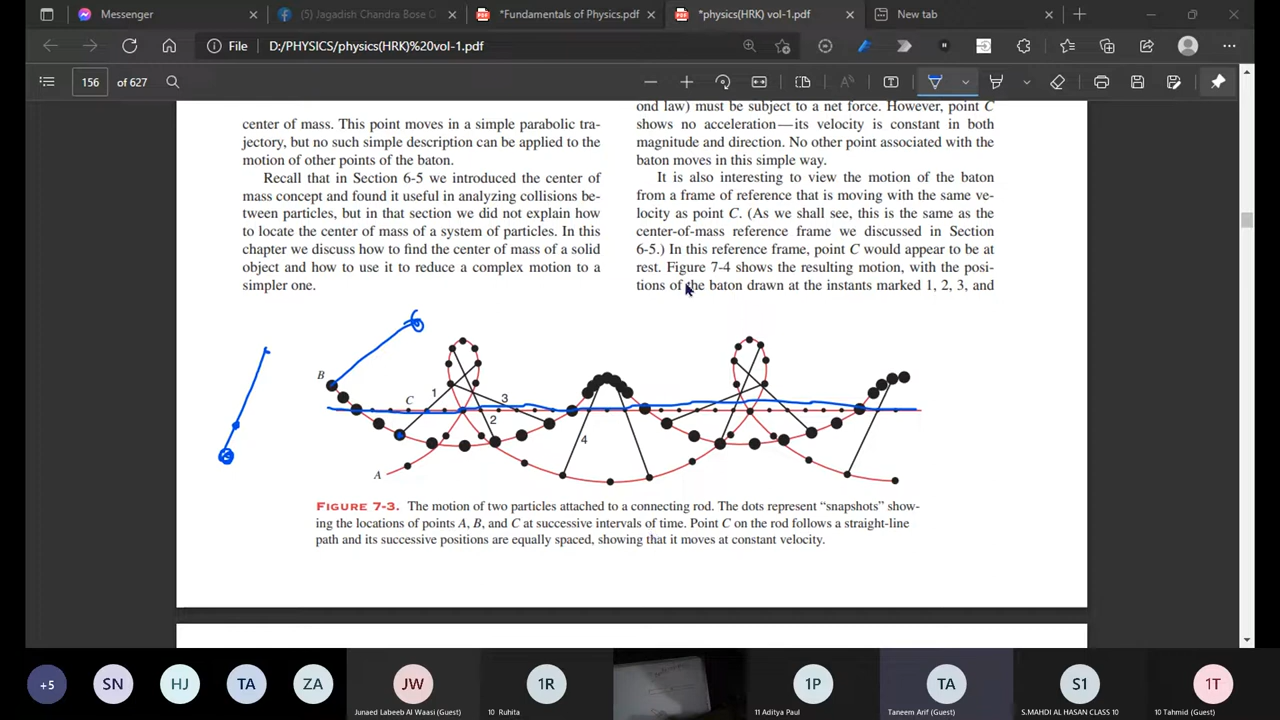 Messenger
(-) Jagadish Chandra Bose
*Fundamentals of Physics.pdf
*physics(HRK) vol-1.pdf
New tab
File
D:/PHYSICS/physics(HRK)%20vol-1.pdf
156
of 627
center of mass. This point moves in a simple parabolic tra-
jectory, but no such simple description can be applied to the
motion of other points of the baton.
Recall that in Section 6-5 we introduced the center of
mass concept and found it useful in analyzing collisions be-
tween particles, but in that section we did not explain how
to locate the center of mass of a system of particles. In this
chapter we discuss how to find the center of mass of a solid
object and how to use it to reduce a complex motion to a
simpler one.
ond law) must be subject to a net force. However, point C
shows no acceleration—its velocity is constant in both
magnitude and direction. No other point associated with the
baton moves in this simple way.
It is also interesting to view the motion of the baton
from a frame of reference that is moving with the same ve-
locity as point C. (As we shall see, this is the same as the
center-of-mass reference frame we discussed in Section
6-5.) In this reference frame, point C would appear to be at
rest. Figure 7-4 shows the resulting motion, with the posi-
tions of the baton drawn at the instants marked 1, 2, 3, and
B
C
1
3
2
4
A
FIGURE 7-3. The motion of two particles attached to a connecting rod. The dots represent “snapshots” show-
ing the locations of points A, B, and C at successive intervals of time. Point C on the rod follows a straight-line
path and its successive positions are equally spaced, showing that it moves at constant velocity.
+5
SN
HJ
TA
ZA
JW
Junaed Labeeb Al Waasi (Guest)
1R
10 Ruhita
1P
11 Aditya Paul
TA
Taneem Arif (Guest)
S1
S.MAHDI AL HASAN CLASS 10
1T
10 Tahmid (Guest)